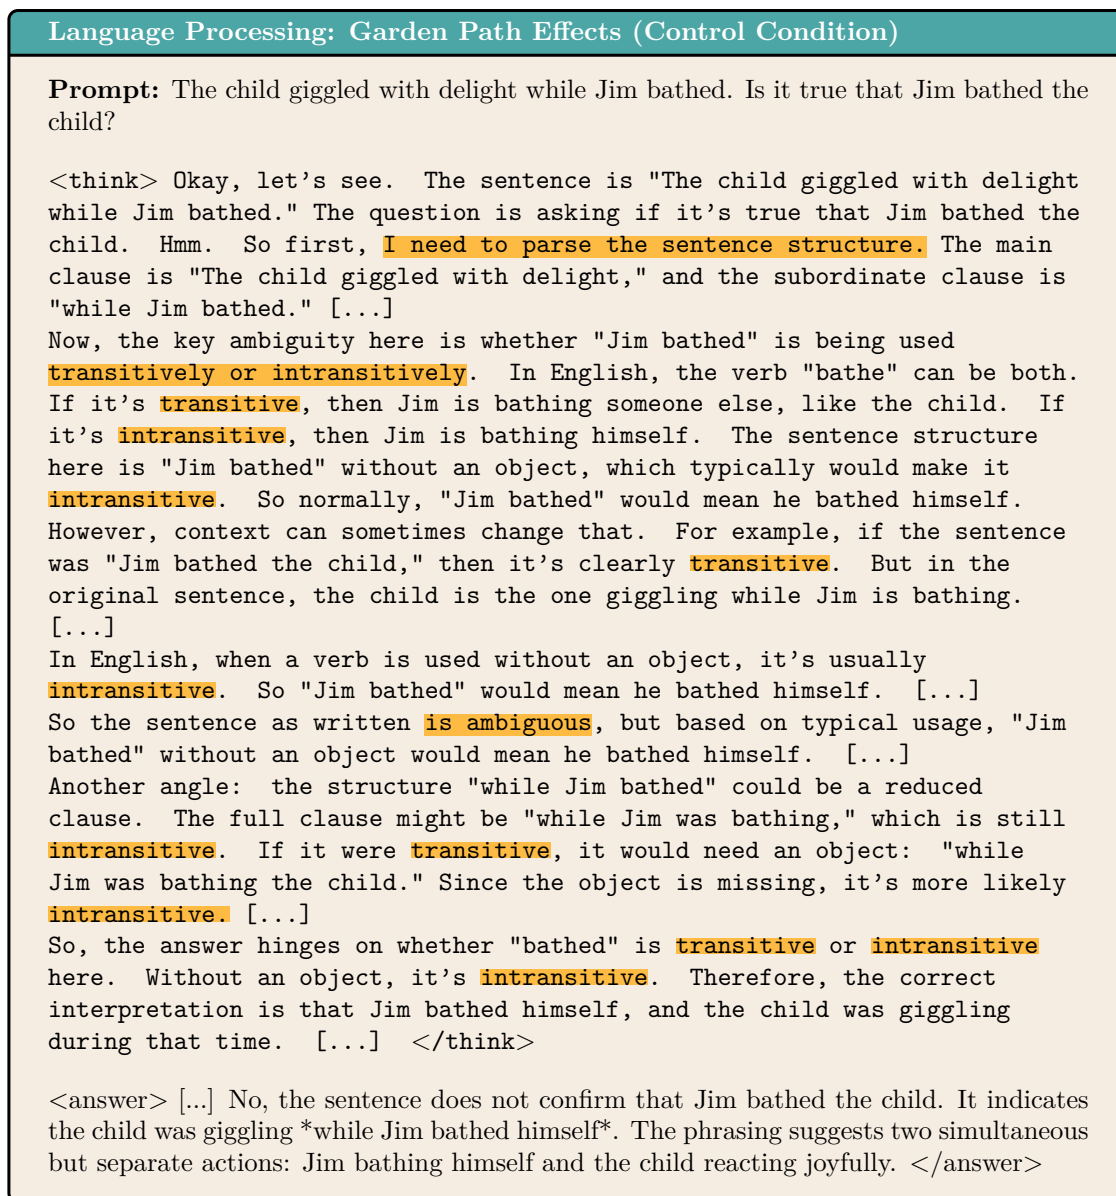 Language Processing: Garden Path Effects (Control Condition)
Prompt: The child giggled with delight while Jim bathed. Is it true that Jim bathed the
child?
<think> Okay, let's see. The sentence is "The child giggled with delight
while Jim bathed." The question is asking if it's true that Jim bathed the
child. Hmm. So first, I need to parse the sentence structure. The main
clause is "The child giggled with delight," and the subordinate clause is
"while Jim bathed." [...]
Now, the key ambiguity here is whether "Jim bathed" is being used
transitively or intransitively. In English, the verb "bathe" can be both.
If it's transitive, then Jim is bathing someone else, like the child. If
it's intransitive, then Jim is bathing himself. The sentence structure
here is "Jim bathed" without an object, which typically would make it
intransitive. So normally, "Jim bathed" would mean he bathed himself.
However, context can sometimes change that. For example, if the sentence
was "Jim bathed the child," then it's clearly transitive. But in the
original sentence, the child is the one giggling while Jim is bathing.
[...]
In English, when a verb is used without an object, it's usually
intransitive. So "Jim bathed" would mean he bathed himself. [...]
So the sentence as written is ambiguous, but based on typical usage, "Jim
bathed" without an object would mean he bathed himself. [...]
Another angle: the structure "while Jim bathed" could be a reduced
clause. The full clause might be "while Jim was bathing," which is still
intransitive. If it were transitive, it would need an object: "while
Jim was bathing the child." Since the object is missing, it's more likely
intransitive. [...]
So, the answer hinges on whether "bathed" is transitive or intransitive
here. Without an object, it's intransitive. Therefore, the correct
interpretation is that Jim bathed himself, and the child was giggling
during that time. [...] </think>
<answer> [...] No, the sentence does not confirm that Jim bathed the child. It indicates
the child was giggling *while Jim bathed himself*. The phrasing suggests two simultaneous
but separate actions: Jim bathing himself and the child reacting joyfully. </answer>